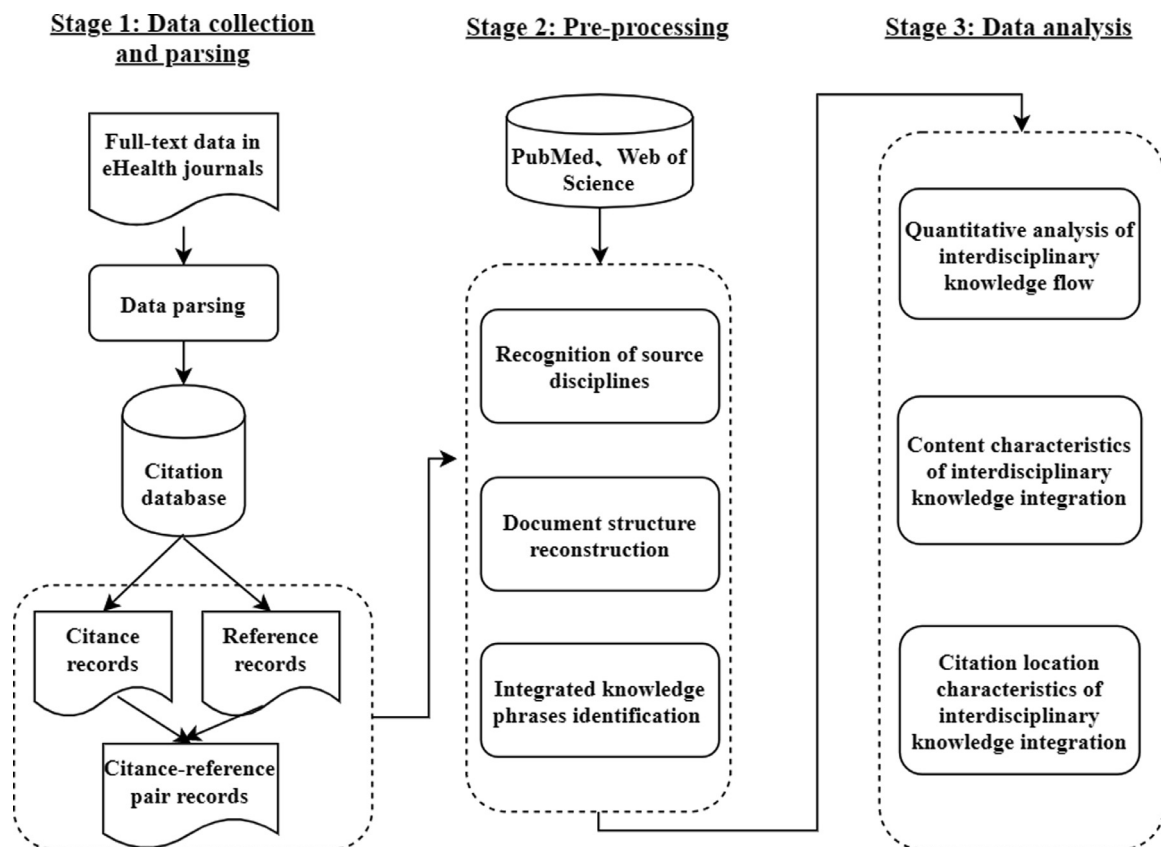 Stage 1: Data collection
and parsing
Full-text data in
eHealth journals
Data parsing
Citation
database
Citance
records
Reference
records
Citance-reference
pair records
Stage 2: Pre-processing
PubMed、Web of
Science
Recognition of source
disciplines
Document structure
reconstruction
Integrated knowledge
phrases identification
Stage 3: Data analysis
Quantitative analysis of
interdisciplinary
knowledge flow
Content characteristics
of interdisciplinary
knowledge integration
Citation location
characteristics of
interdisciplinary
knowledge integration